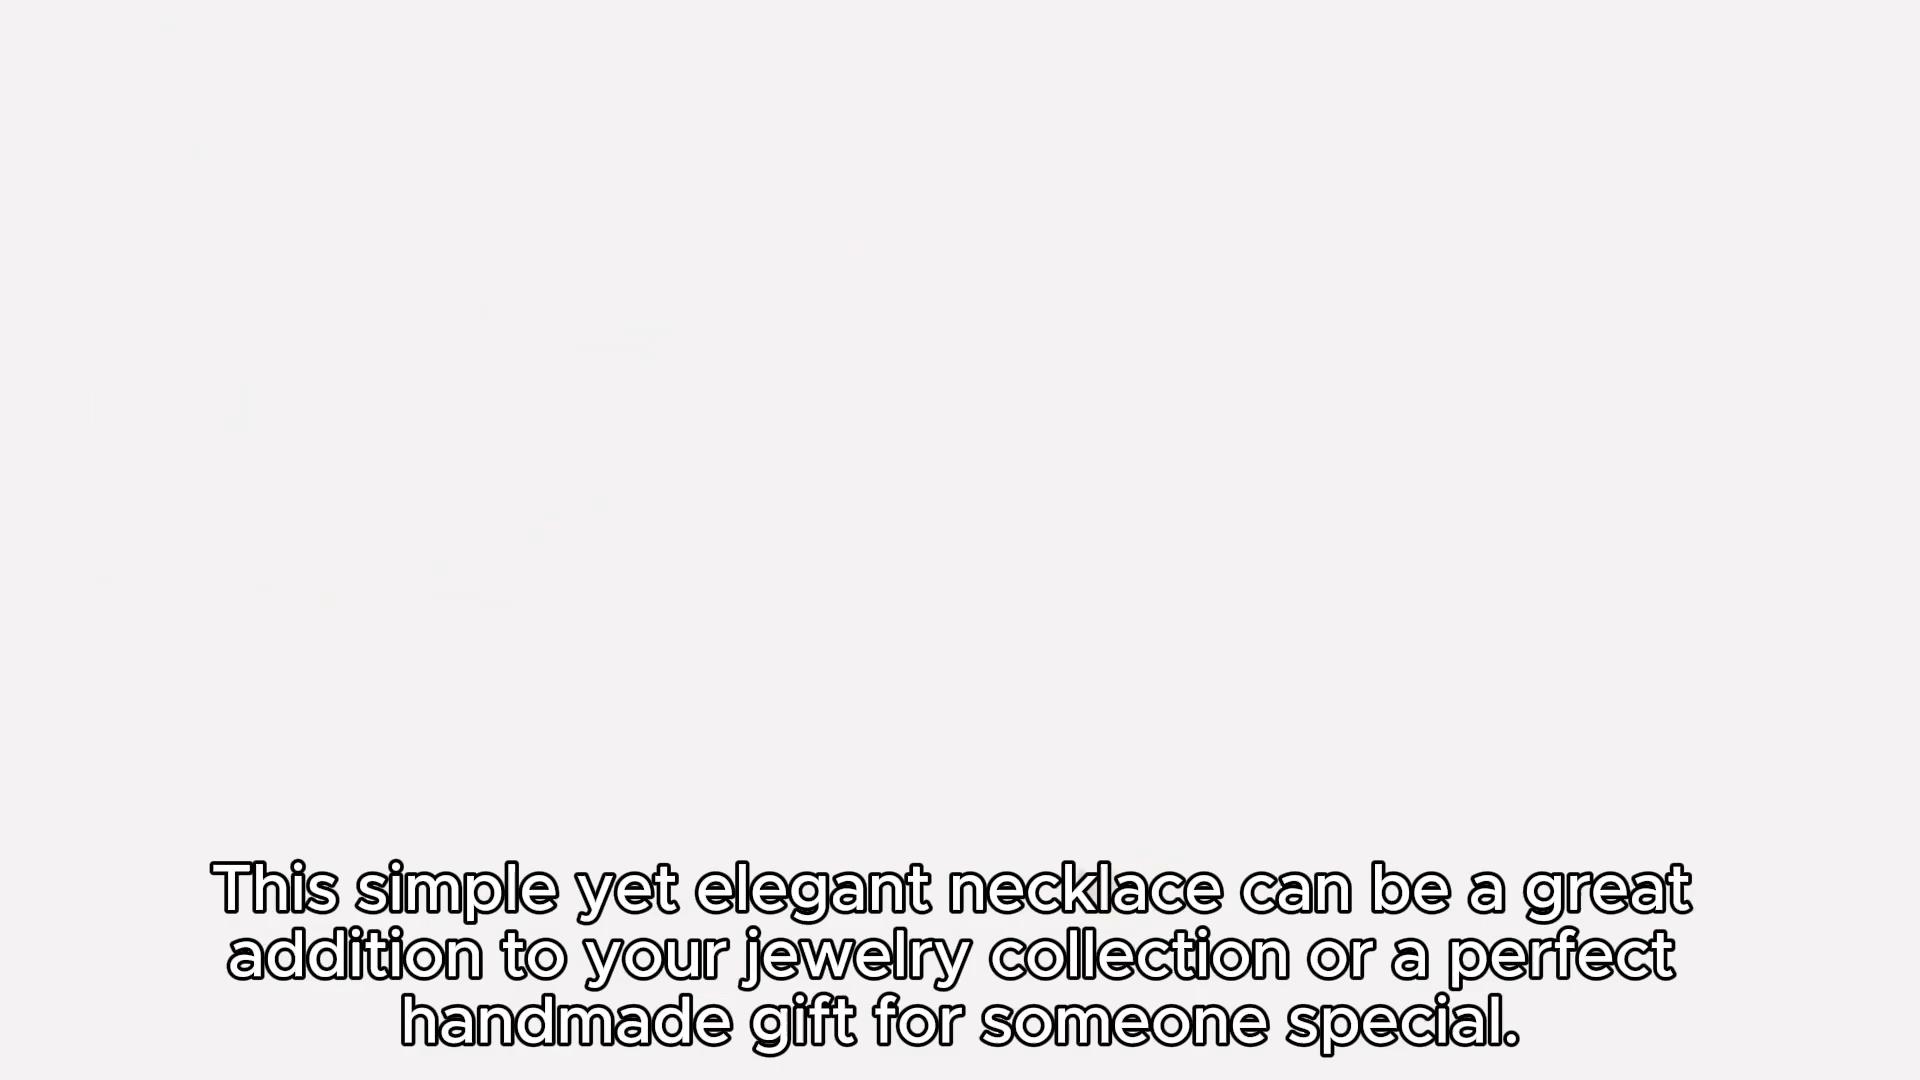 This simple yet elegant necklace can be a great
addition to your jewelry collection or a perfect
handmade gift for someone special.